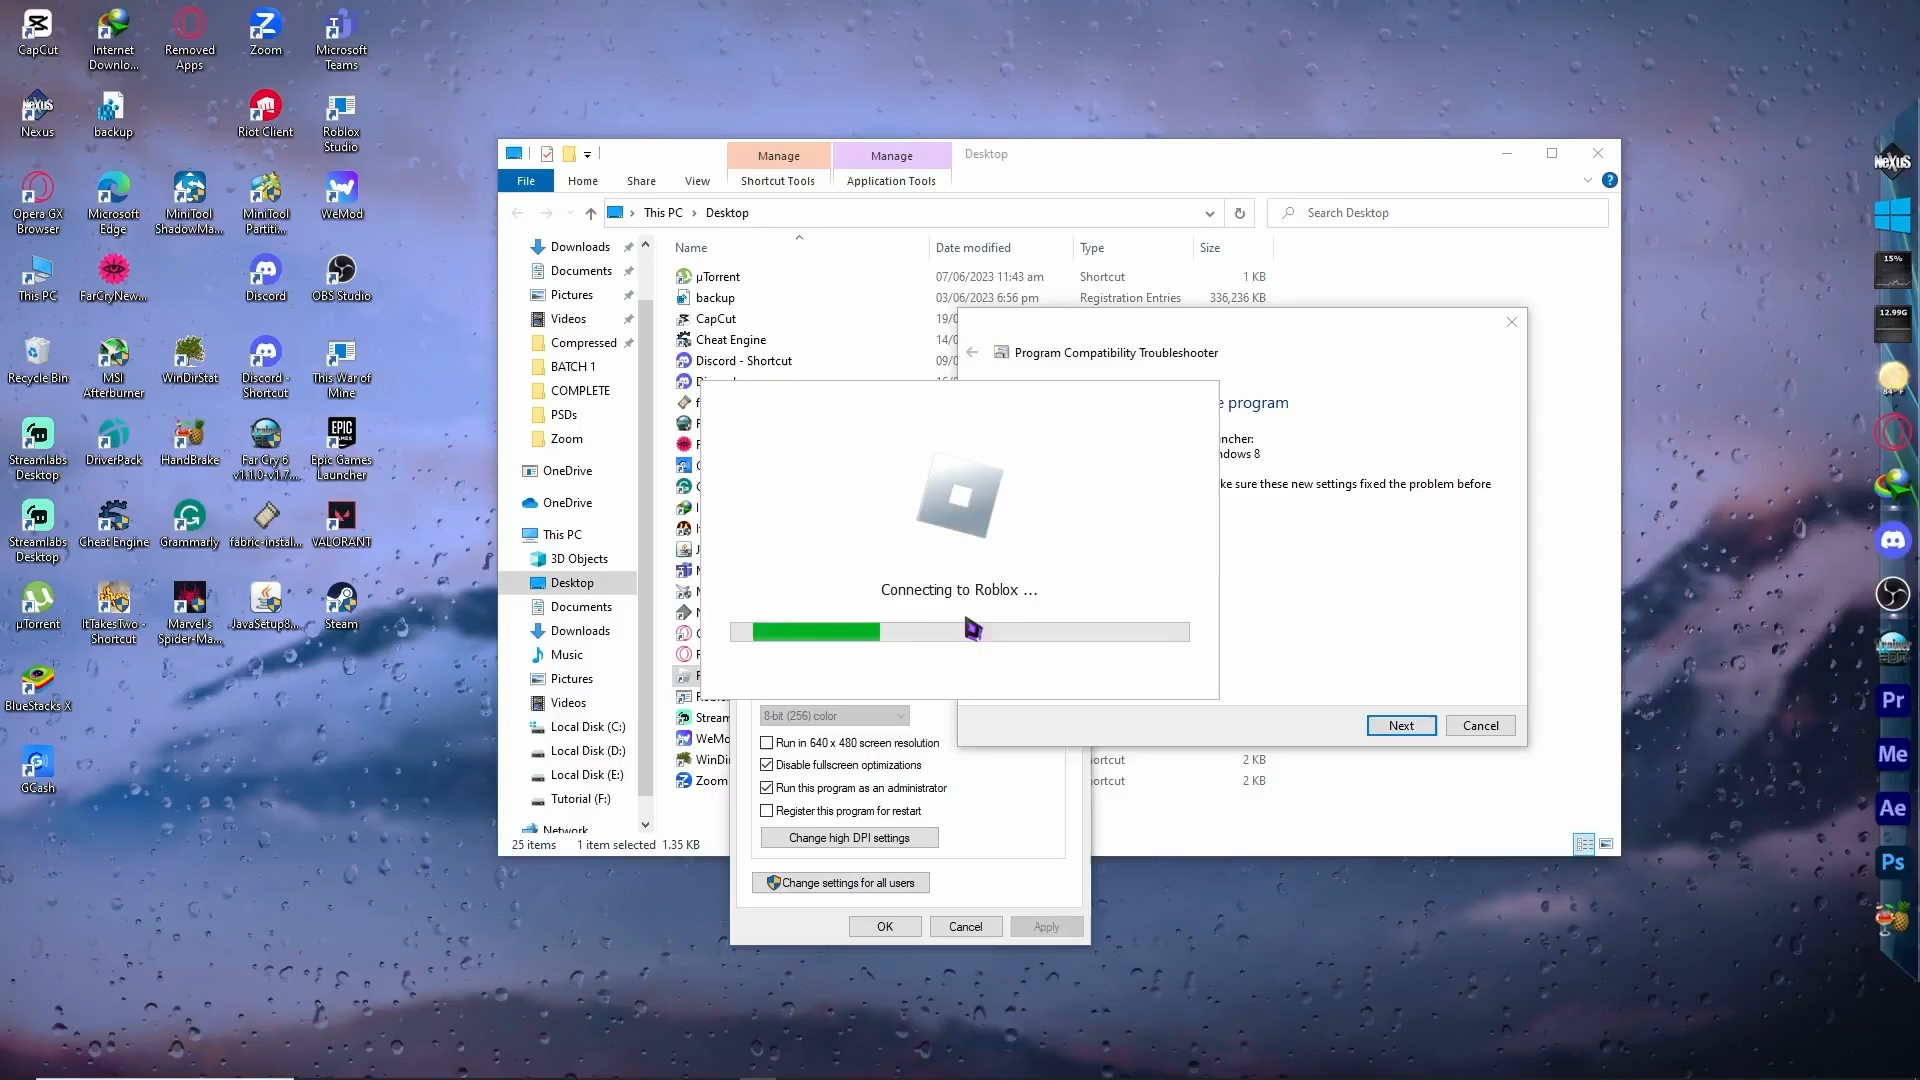 CapCut
Internet
Downlo...
Removed
Apps
Zoom
Microsoft
Teams
Nexus
backup
Riot Client
Roblox
Studio
Opera GX
Browser
Microsoft
Edge
MiniTool
ShadowMa...
MiniTool
Partiti...
WeMod
This PC
FarCryNew...
Discord
OBS Studio
Recycle Bin
MSI
Afterburner
WinDirStat
Discord -
Shortcut
This War of
Mine
Streamlabs
Desktop
DriverPack
HandBrake
Far Cry 6
v1.1.0-v1.7...
Epic Games
Launcher
Streamlabs
Desktop
Cheat Engine
Grammarly
fabric-instal...
VALORANT
µTorrent
ItTakesTwo -
Shortcut
Marvel's
Spider-Ma...
JavaSetup8...
Steam
BlueStacks X
GCash
Manage
Manage
Desktop
File
Home
Share
View
Shortcut Tools
Application Tools
This PC
Desktop
Search Desktop
Name
Date modified
Type
Size
Downloads
Documents
Pictures
Videos
Compressed
BATCH 1
COMPLETE
PSDs
Zoom
OneDrive
OneDrive
This PC
3D Objects
Desktop
Documents
Downloads
Music
Pictures
Videos
Local Disk (C:)
Local Disk (D:)
Local Disk (E:)
Tutorial (F:)
Network
µTorrent 07/06/2023 11:43 am Shortcut 1 KB
backup 03/06/2023 6:56 pm Registration Entries 336,236 KB
CapCut 19/0
Cheat Engine 14/0
Discord - Shortcut 09/0
Stream
WeMo
WinDi
Zoom
ortcut 2 KB
ortcut 2 KB
25 items 1 item selected 1.35 KB
Program Compatibility Troubleshooter
e program
ncher:
ndows 8
ke sure these new settings fixed the problem before
Next
Cancel
Connecting to Roblox ...
8-bit (256) color
Run in 640 x 480 screen resolution
Disable fullscreen optimizations
Run this program as an administrator
Register this program for restart
Change high DPI settings
Change settings for all users
OK
Cancel
Apply
NeXuS
15%
12.99G
84°F
Pr
Me
Ae
Ps